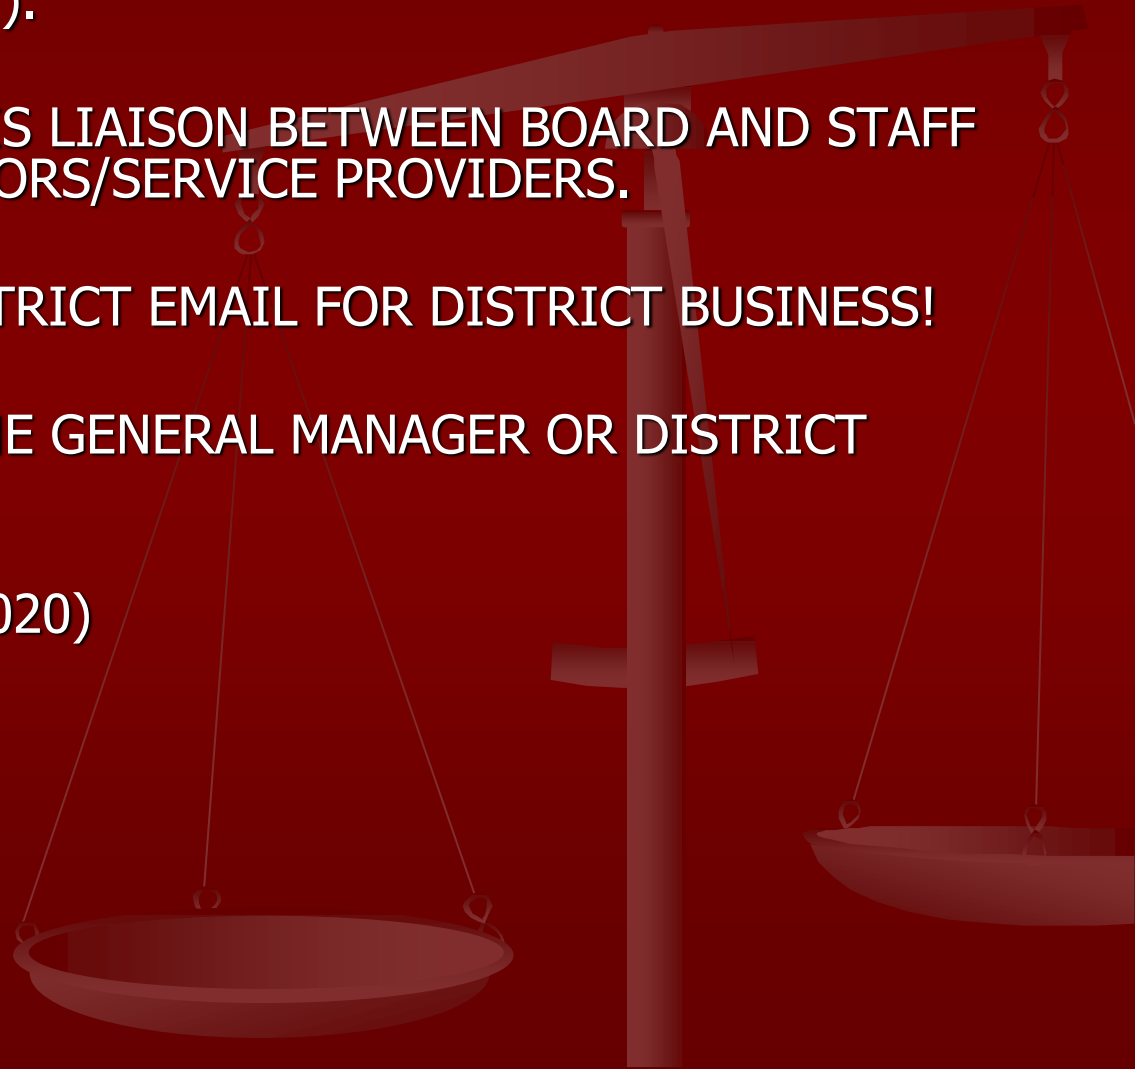 ).
S LIAISON BETWEEN BOARD AND STAFF
ORS/SERVICE PROVIDERS.
TRICT EMAIL FOR DISTRICT BUSINESS!
E GENERAL MANAGER OR DISTRICT
020)